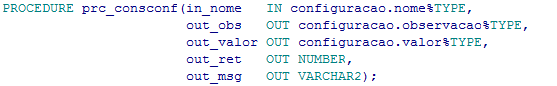 PROCEDURE prc_consconf(in_nome IN configuracao.nome%TYPE,
out_obs OUT configuracao.observacao%TYPE,
out_valor OUT configuracao.valor%TYPE,
out_ret OUT NUMBER,
out_msg OUT VARCHAR2);